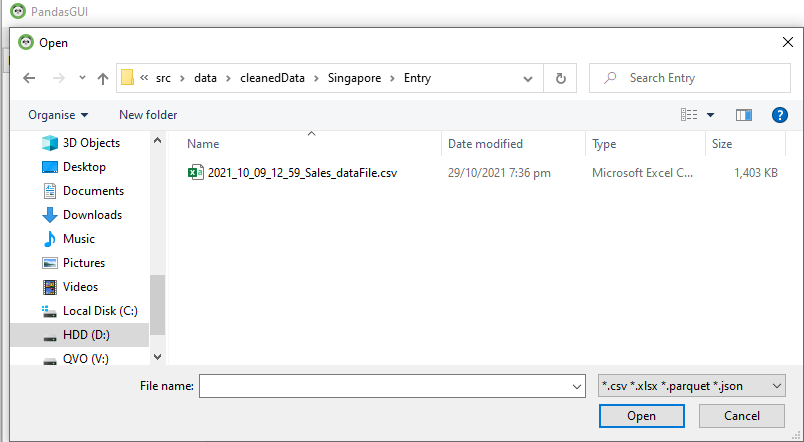 PandasGUI
Open
« src › data › cleanedData › Singapore › Entry
Search Entry
Organise
New folder
?
Name
Date modified
Type
Size
2021_10_09_12_59_Sales_dataFile.csv
29/10/2021 7:36 pm
Microsoft Excel C...
1,403 KB
3D Objects
Desktop
Documents
Downloads
Music
Pictures
Videos
Local Disk (C:)
HDD (D:)
QVO (V:)
File name:
*.csv *.xlsx *.parquet *.json
Open
Cancel